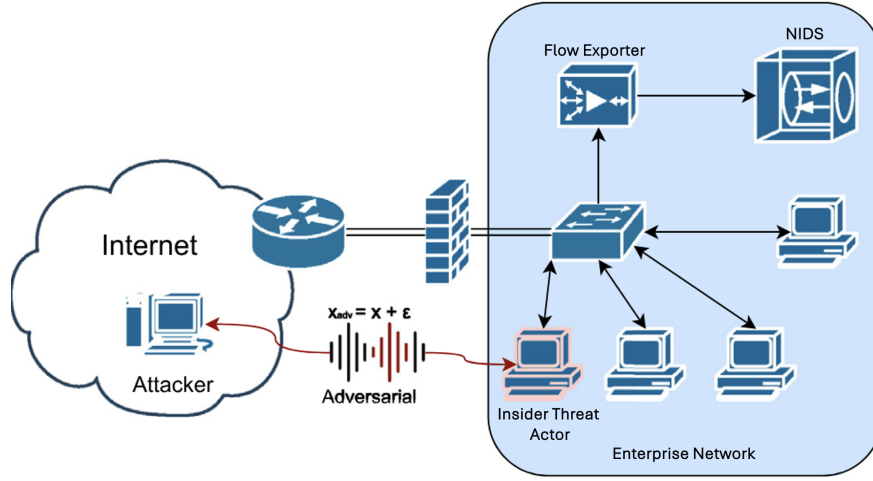 Flow Exporter
NIDS
Internet
Attacker
x_adv = x + ε
Adversarial
Insider Threat
Actor
Enterprise Network